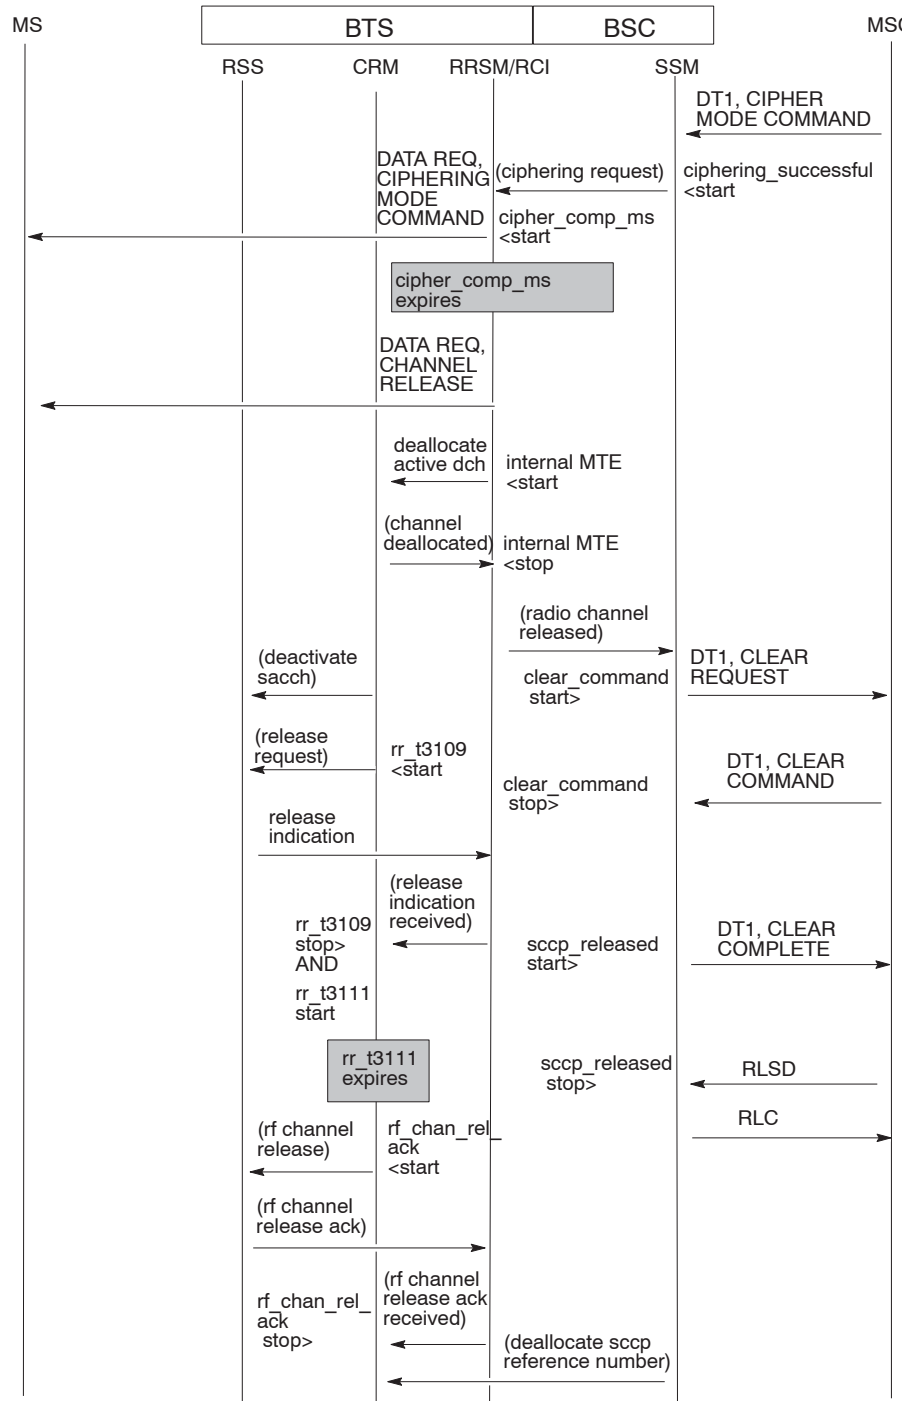 MS
BTS
BSC
MSC
RSS
CRM
RRSM/RCI
SSM
DT1, CIPHER
MODE COMMAND
DATA REQ,
CIPHERING
MODE
COMMAND
(ciphering request)
ciphering_successful
<start
cipher_comp_ms
<start
cipher_comp_ms
expires
DATA REQ,
CHANNEL
RELEASE
deallocate
active dch
internal MTE
<start
(channel
deallocated)
internal MTE
<stop
(radio channel
released)
(deactivate
sacch)
clear_command
start>
DT1, CLEAR
REQUEST
(release
request)
rr_t3109
<start
clear_command
stop>
DT1, CLEAR
COMMAND
release
indication
(release
indication
received)
rr_t3109
stop>
AND
rr_t3111
start
sccp_released
start>
DT1, CLEAR
COMPLETE
rr_t3111
expires
sccp_released
stop>
RLSD
RLC
(rf channel
release)
rf_chan_rel_
ack
<start
(rf channel
release ack)
rf_chan_rel_
ack
stop>
(rf channel
release ack
received)
(deallocate sccp
reference number)